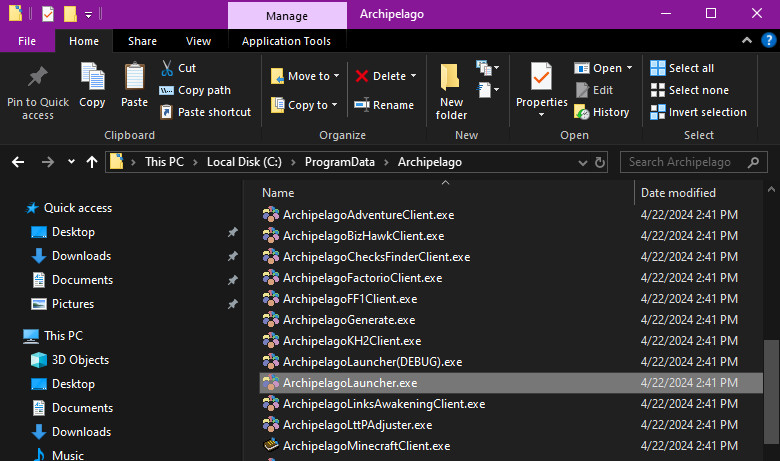 Manage
Archipelago
File
Home
Share
View
Application Tools
Pin to Quick access
Copy
Paste
Cut
Copy path
Paste shortcut
Clipboard
Move to
Copy to
Delete
Rename
Organize
New folder
New
Properties
Open
Edit
History
Open
Select all
Select none
Invert selection
Select
This PC > Local Disk (C:) > ProgramData > Archipelago
Search Archipelago
Quick access
Desktop
Downloads
Documents
Pictures
This PC
3D Objects
Desktop
Documents
Downloads
Music
Name Date modified
ArchipelagoAdventureClient.exe 4/22/2024 2:41 PM
ArchipelagoBizHawkClient.exe 4/22/2024 2:41 PM
ArchipelagoChecksFinderClient.exe 4/22/2024 2:41 PM
ArchipelagoFactorioClient.exe 4/22/2024 2:41 PM
ArchipelagoFF1Client.exe 4/22/2024 2:41 PM
ArchipelagoGenerate.exe 4/22/2024 2:41 PM
ArchipelagoKH2Client.exe 4/22/2024 2:41 PM
ArchipelagoLauncher(DEBUG).exe 4/22/2024 2:41 PM
ArchipelagoLauncher.exe 4/22/2024 2:41 PM
ArchipelagoLinksAwakeningClient.exe 4/22/2024 2:41 PM
ArchipelagoLttPAdjuster.exe 4/22/2024 2:41 PM
ArchipelagoMinecraftClient.exe 4/22/2024 2:41 PM